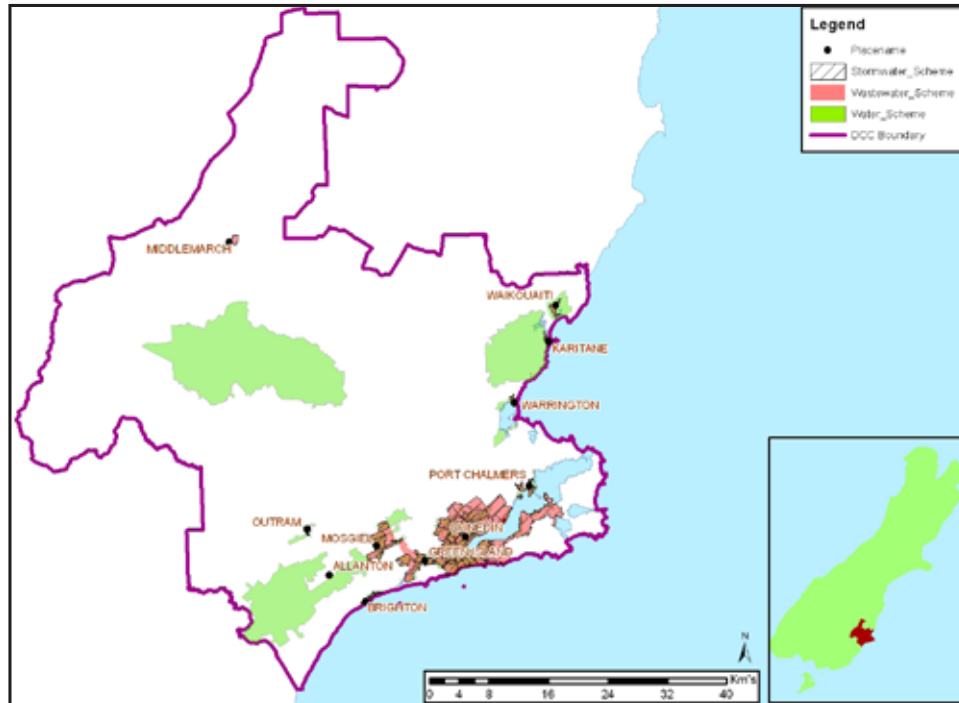 Legend
Placename
Stormwater_Scheme
Wastewater_Scheme
Water_Scheme
DCC Boundary
MIDDLEMARCH
WAIKOUAITI
KARITANE
WARRINGTON
PORT CHALMERS
OUTRAM
DUNEDIN
MOSGIEL
GREEN ISLAND
ALLANTON
BRIGHTON
N
Km's
0 4 8 16 24 32 40